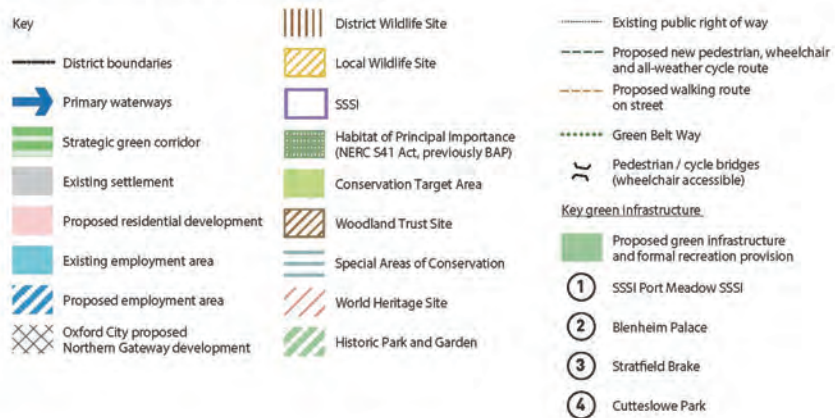 Key
District boundaries
Primary waterways
Strategic green corridor
Existing settlement
Proposed residential development
Existing employment area
Proposed employment area
Oxford City proposed
Northern Gateway development
District Wildlife Site
Local Wildlife Site
SSSI
Habitat of Principal Importance
(NERC S41 Act, previously BAP)
Conservation Target Area
Woodland Trust Site
Special Areas of Conservation
World Heritage Site
Historic Park and Garden
Existing public right of way
Proposed new pedestrian, wheelchair
and all-weather cycle route
Proposed walking route
on street
Green Belt Way
Pedestrian / cycle bridges
(wheelchair accessible)
Key green infrastructure
Proposed green infrastructure
and formal recreation provision
1 SSSI Port Meadow SSSI
2 Blenheim Palace
3 Stratfield Brake
4 Cutteslowe Park